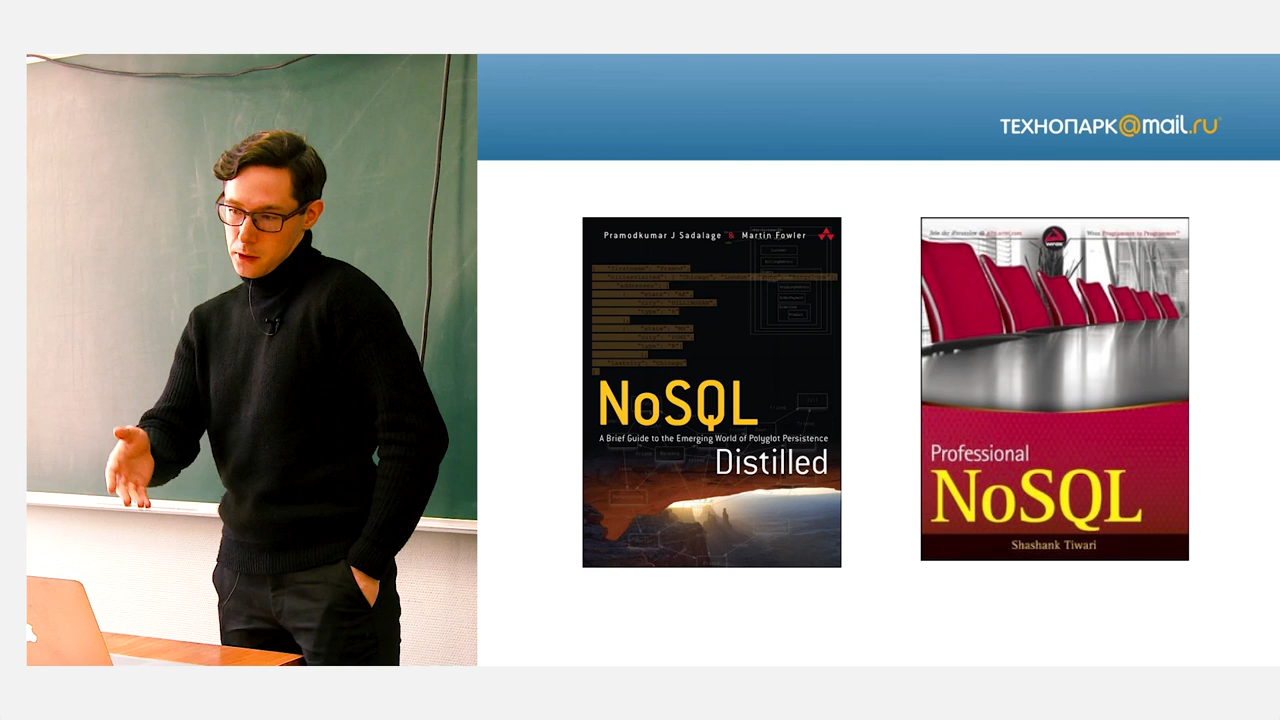 ТЕХНОПАРК@mail.ru
Pramodkumar J Sadalage & Martin Fowler
NoSQL
A Brief Guide to the Emerging World of Polyglot Persistence
Distilled
Professional
NoSQL
Shashank Tiwari